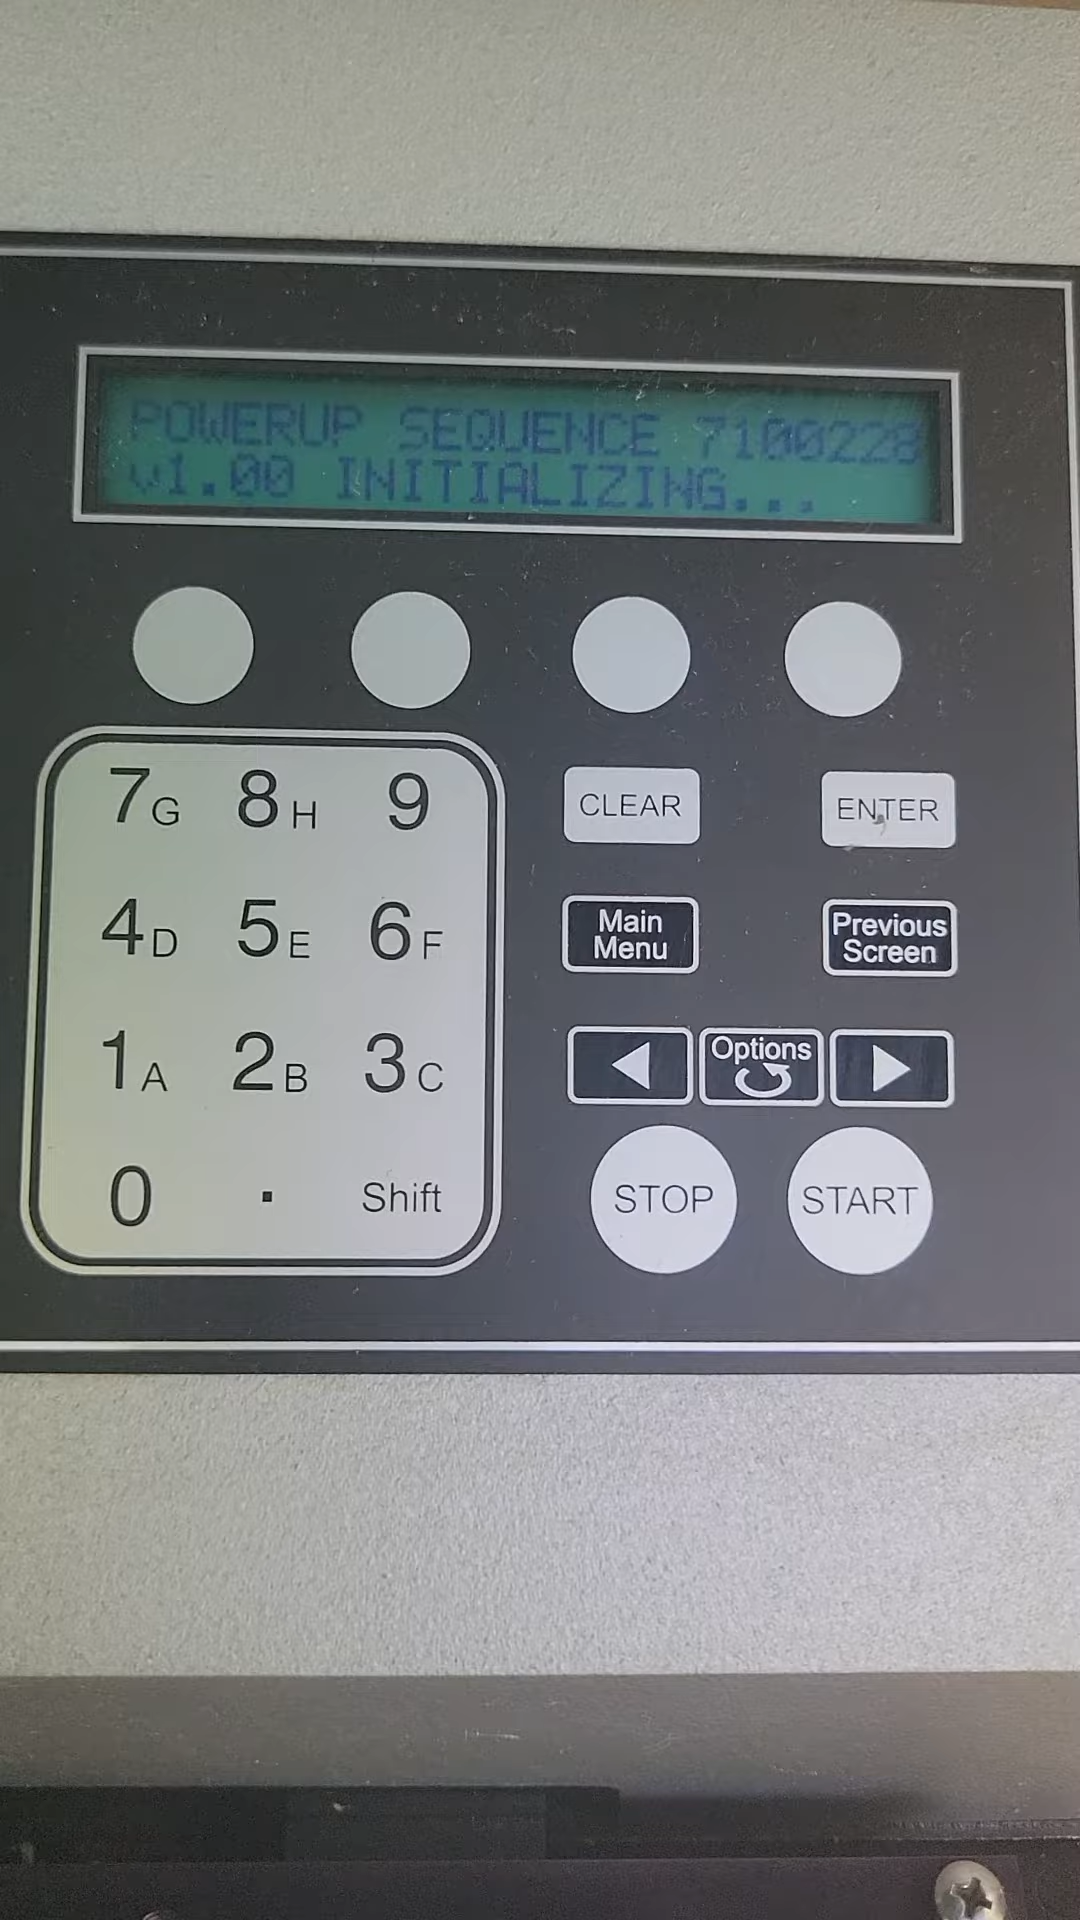 POWERUP SEQUENCE 7100228
v1.00 INITIALIZING...
7G 8H 9
CLEAR
ENTER
4D 5E 6F
Main
Menu
Previous
Screen
1A 2B 3C
Options
0 . Shift
STOP
START